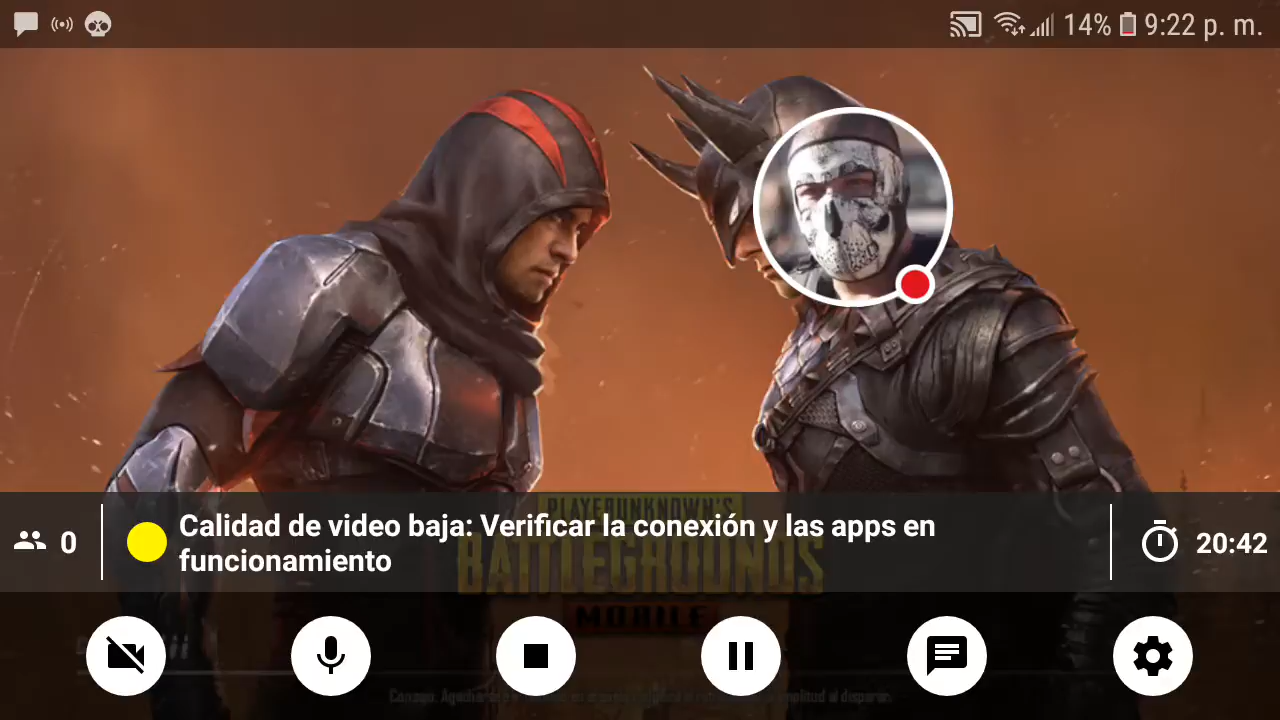 14% 9:22 p. m.
PLAYERUNKNOWN'S
BATTLEGROUNDS
MOBILE
0
Calidad de video baja: Verificar la conexión y las apps en
funcionamiento
20:42